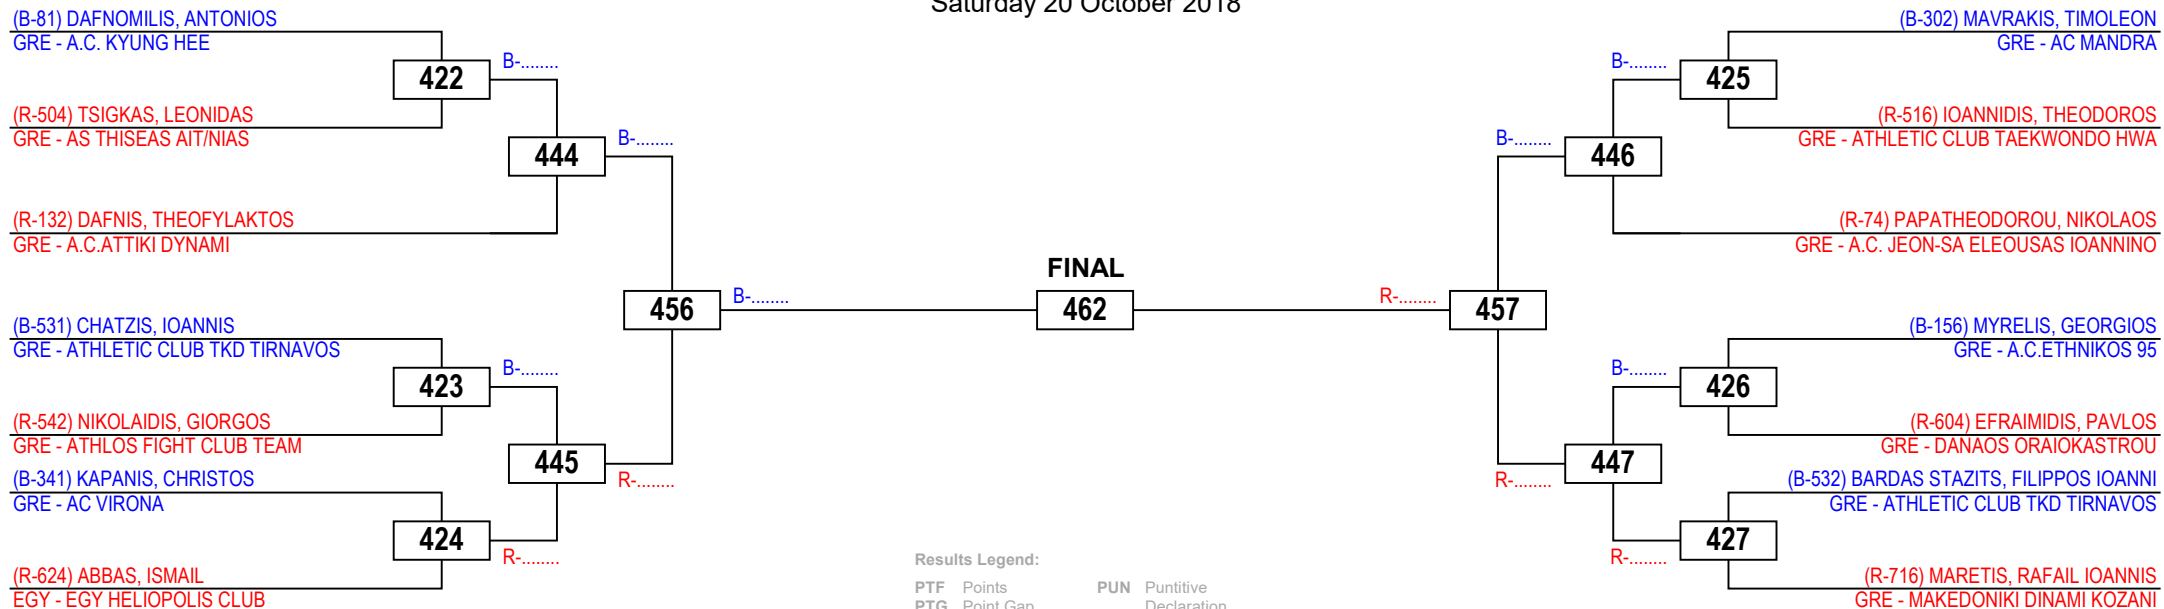 Saturday 20 October 2018
(B-81) DAFNOMILIS, ANTONIOS
GRE - A.C. KYUNG HEE
422
B-........
(R-504) TSIGKAS, LEONIDAS
GRE - AS THISEAS AIT/NIAS
444
B-........
(R-132) DAFNIS, THEOFYLAKTOS
GRE - A.C.ATTIKI DYNAMI
456
B-........
(B-531) CHATZIS, IOANNIS
GRE - ATHLETIC CLUB TKD TIRNAVOS
423
B-........
(R-542) NIKOLAIDIS, GIORGOS
GRE - ATHLOS FIGHT CLUB TEAM
445
R-........
(B-341) KAPANIS, CHRISTOS
GRE - AC VIRONA
424
R-........
(R-624) ABBAS, ISMAIL
EGY - EGY HELIOPOLIS CLUB
FINAL
462
(B-302) MAVRAKIS, TIMOLEON
GRE - AC MANDRA
B-........
425
(R-516) IOANNIDIS, THEODOROS
GRE - ATHLETIC CLUB TAEKWONDO HWA
B-........
446
(R-74) PAPATHEODOROU, NIKOLAOS
GRE - A.C. JEON-SA ELEOUSAS IOANNINO
R-........
457
(B-156) MYRELIS, GEORGIOS
GRE - A.C.ETHNIKOS 95
B-........
426
(R-604) EFRAIMIDIS, PAVLOS
GRE - DANAOS ORAIOKASTROU
447
R-........
(B-532) BARDAS STAZITS, FILIPPOS IOANNI
GRE - ATHLETIC CLUB TKD TIRNAVOS
427
R-........
(R-716) MARETIS, RAFAIL IOANNIS
GRE - MAKEDONIKI DINAMI KOZANI
Results Legend:
PTF Points PUN Puntitive
PTG Point Gap Declaration